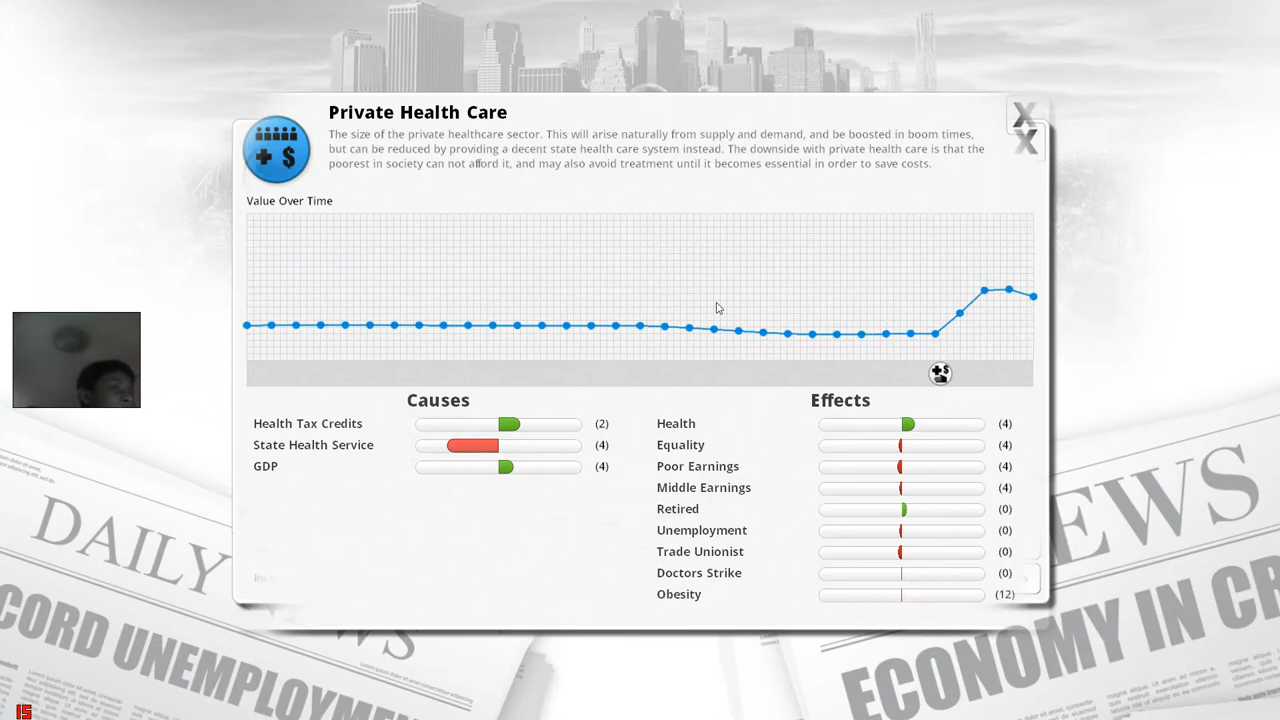 Private Health Care
The size of the private healthcare sector. This will arise naturally from supply and demand, and be boosted in boom times,
but can be reduced by providing a decent state health care system instead. The downside with private health care is that the
poorest in society can not afford it, and may also avoid treatment until it becomes essential in order to save costs.
X
X
Value Over Time
Causes
Health Tax Credits (2)
State Health Service (4)
GDP (4)
Effects
Health (4)
Equality (4)
Poor Earnings (4)
Middle Earnings (4)
Retired (0)
Unemployment (0)
Trade Unionist (0)
Doctors Strike (0)
Obesity (12)
DAILY
NEWS
CORD UNEMPLOYMENT
ECONOMY IN CR
15